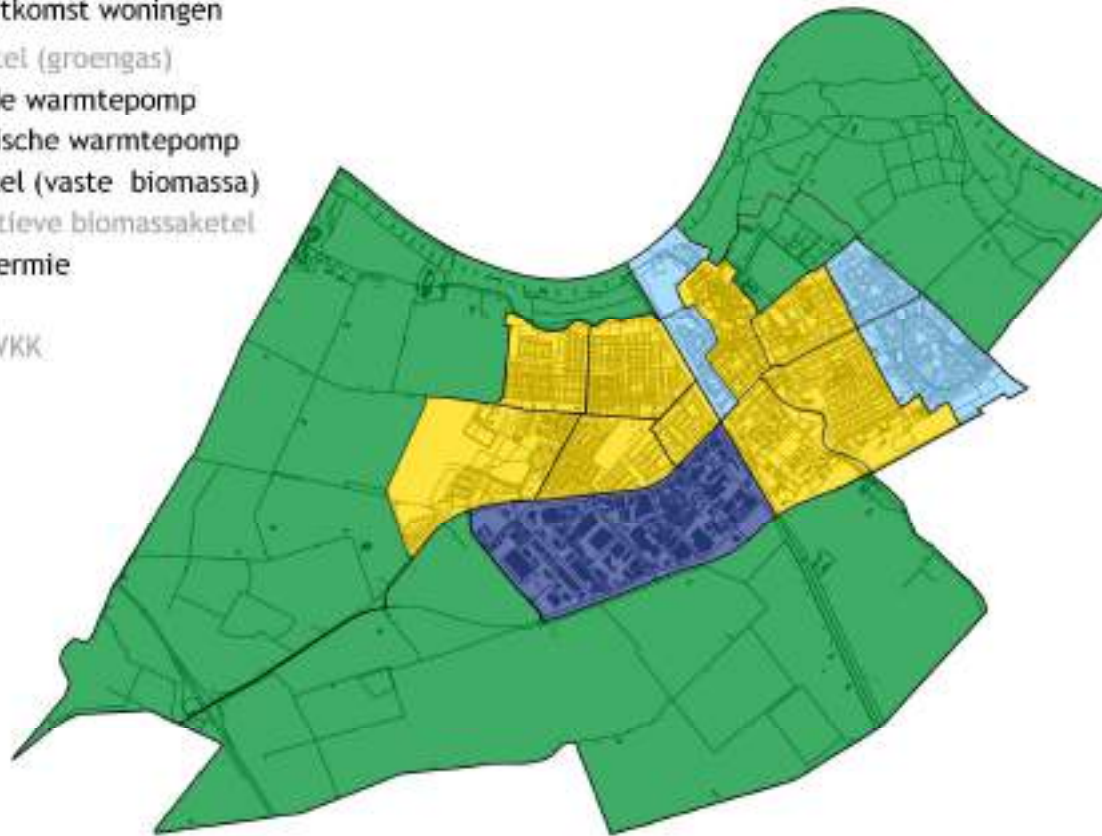 tkomst woningen
el (groengas)
e warmtepomp
ische warmtepomp
el (vaste biomassa)
tieve biomassaketel
ermie
VKK